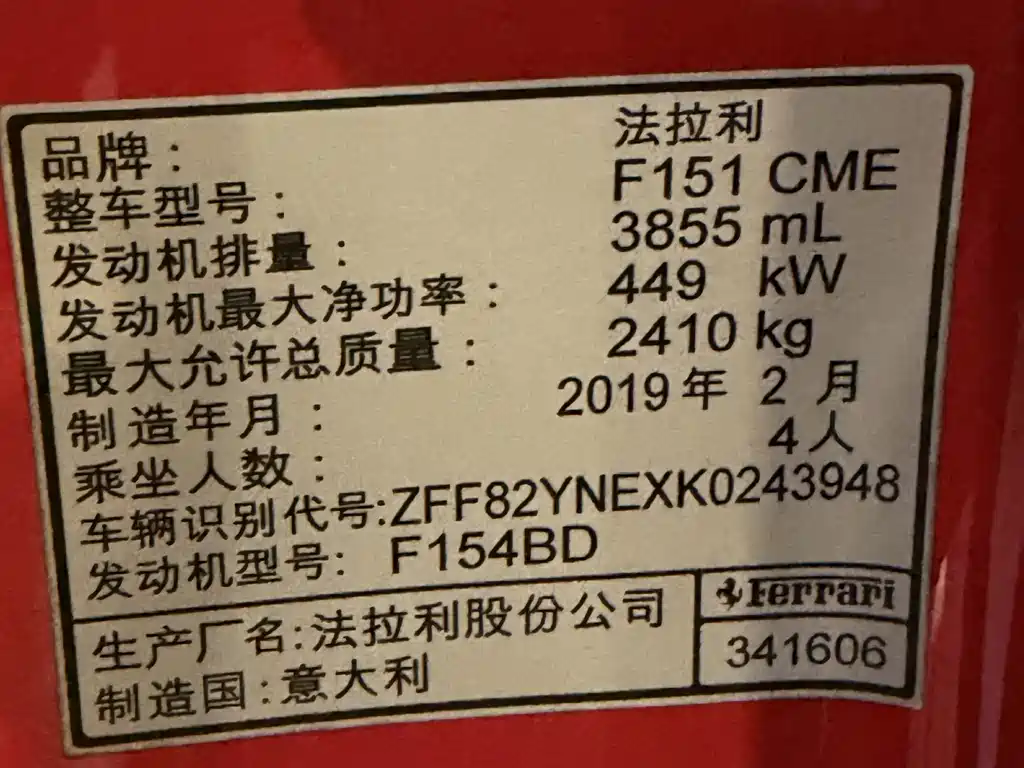 品牌: 法拉利
整车型号: F151 CME
发动机排量: 3855 mL
发动机最大净功率: 449 kW
最大允许总质量: 2410 kg
制造年月: 2019年 2 月
乘坐人数: 4人
车辆识别代号:ZFF82YNEXK0243948
发动机型号: F154BD
生产厂名:法拉利股份公司
制造国:意大利
Ferrari
341606